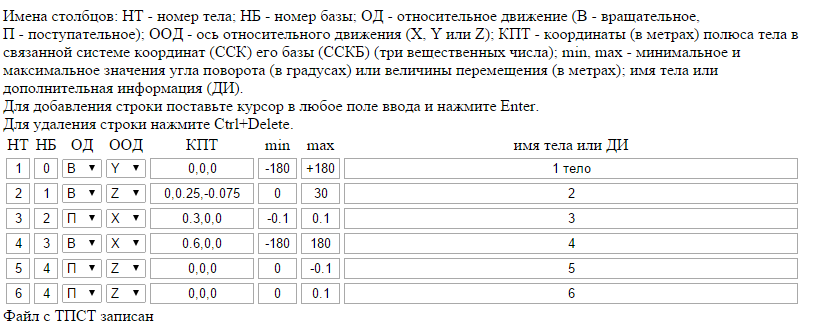 Имена столбцов: НТ - номер тела; НБ - номер базы; ОД - относительное движение (В - вращательное,
П - поступательное); ООД - ось относительного движения (X, Y или Z); КПТ - координаты (в метрах) полюса тела в
связанной системе координат (ССК) его базы (ССКБ) (три вещественных числа); min, max - минимальное и
максимальное значения угла поворота (в градусах) или величины перемещения (в метрах); имя тела или
дополнительная информация (ДИ).
Для добавления строки поставьте курсор в любое поле ввода и нажмите Enter.
Для удаления строки нажмите Ctrl+Delete.
НТ НБ ОД ООД КПТ min max имя тела или ДИ
1 0 В Y 0,0,0 -180 +180 1 тело
2 1 В Z 0,0.25,-0.075 0 30 2
3 2 П X 0.3,0,0 -0.1 0.1 3
4 3 В X 0.6,0,0 -180 180 4
5 4 П Z 0,0,0 0 -0.1 5
6 4 П Z 0,0,0 0 0.1 6
Файл с ТПСТ записан